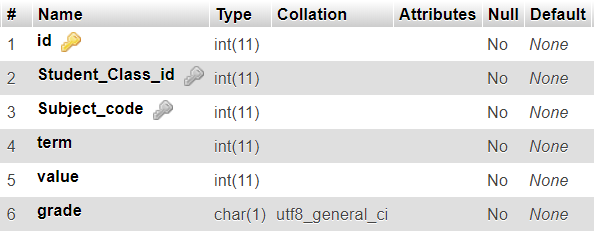 # Name Type Collation Attributes Null Default
1 id int(11) No None
2 Student_Class_id int(11) No None
3 Subject_code int(11) No None
4 term int(11) No None
5 value int(11) No None
6 grade char(1) utf8_general_ci No None